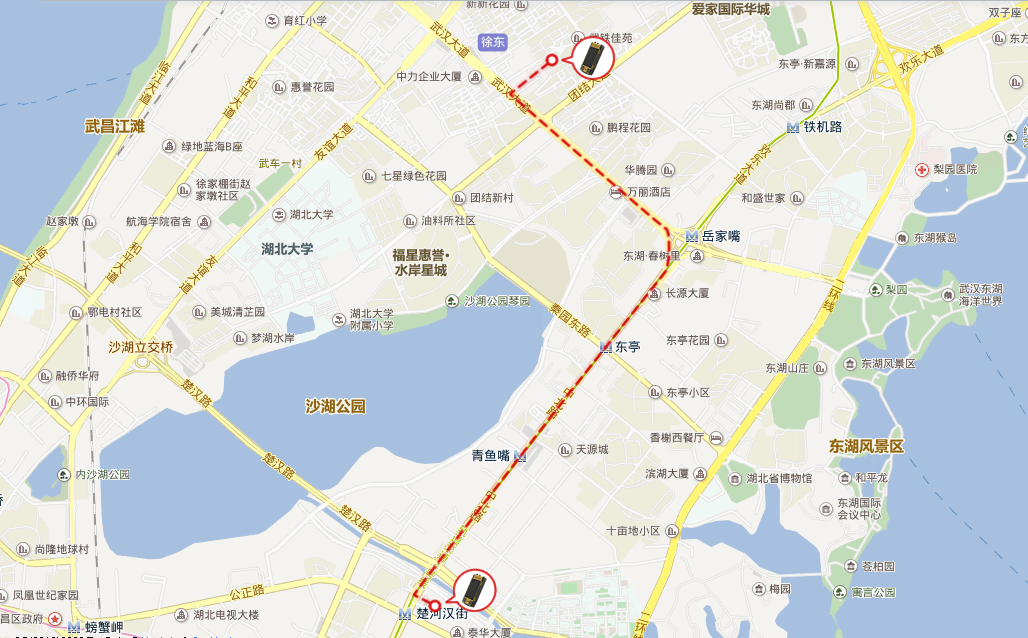 新新花园
爱家国际华城
双子座
育红小学
武汉大道
徐东
铁佳苑
东方
欢乐大道
临江大道
和平大道
中力企业大厦
武汉大道
东亭·新嘉源
惠誉花园
团结大
东湖尚郡
武昌江滩
友谊大道
鹏程花园
铁机路
绿地蓝海B座
武车一村
欢乐大道
七星绿色花园
华腾园
梨园医院
徐家棚街赵
家墩社区
团结新村
万丽酒店
和盛世家
赵家墩
航海学院宿舍
湖北大学
油料所社区
岳家嘴
东湖猴岛
临江大道
和平大道
友谊大道
湖北大学
福星惠誉·
水岸星城
东湖·春树里
二环线
梨园
武汉东湖
海洋世界
长源大厦
沙湖公园琴园
鄂电村社区
美城清芷园
湖北大学
附属小学
秦园东路
梦湖水岸
东亭花园
沙湖立交桥
东亭
东湖山庄
东湖风景区
融侨华府
楚汉路
中北路
东亭小区
中环国际
沙湖公园
香榭西餐厅
东湖风景区
天源城
青鱼嘴
楚汉路
内沙湖公园
滨湖大厦
湖北省博物馆
和平龙
中北路
东湖国际
会议中心
楚汉路
十亩地小区
尚隆地球村
苍柏园
公正路
梅园
寓言公园
凤凰世纪家园
楚河汉街
昌区政府
湖北电视大楼
螃蟹岬
泰华大厦
二环线